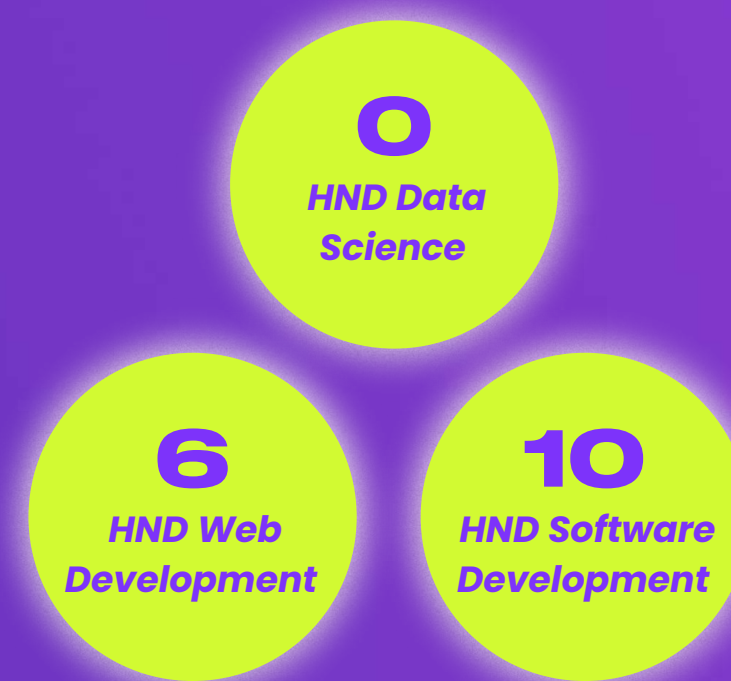 0
HND Data
Science
6
HND Web
Development
10
HND Software
Development